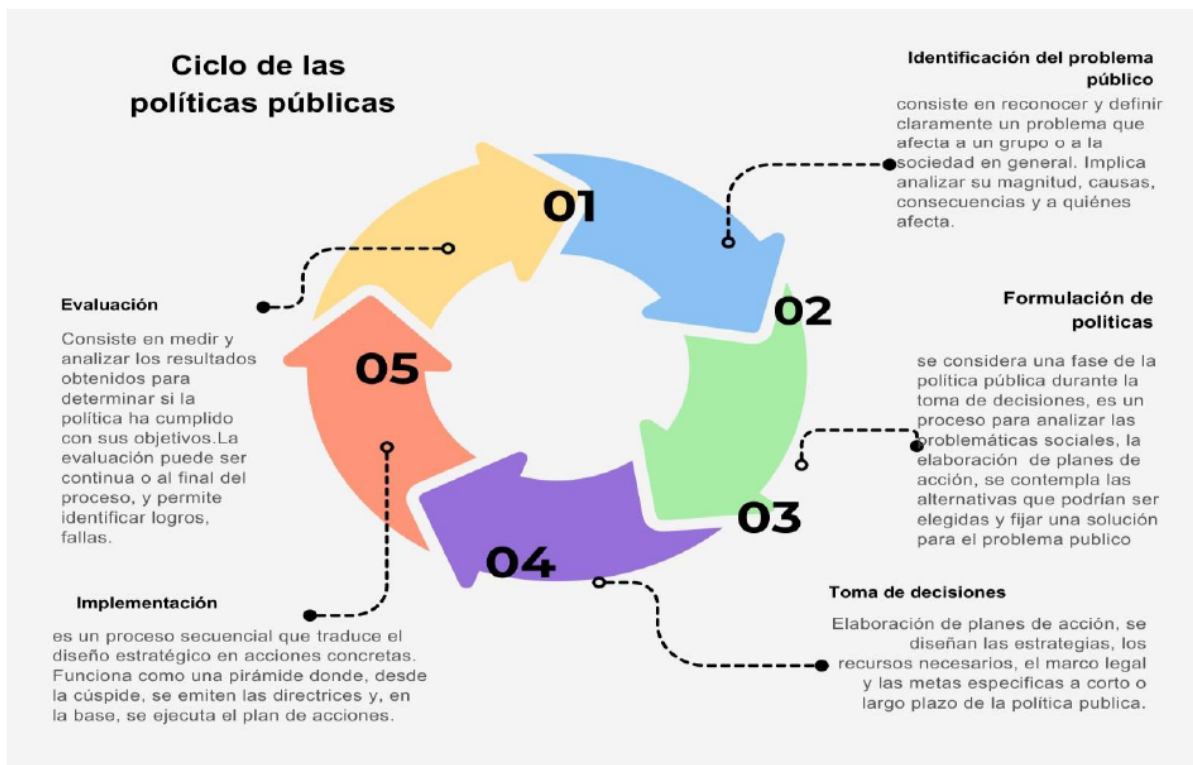 Ciclo de las
políticas públicas
01
Identificación del problema
público
consiste en reconocer y definir
claramente un problema que
afecta a un grupo o a la
sociedad en general. Implica
analizar su magnitud, causas,
consecuencias y a quiénes
afecta.
02
Formulación de
politicas
se considera una fase de la
política pública durante la
toma de decisiones, es un
proceso para analizar las
problemáticas sociales, la
elaboración de planes de
acción, se contempla las
alternativas que podrían ser
elegidas y fijar una solución
para el problema publico
03
Toma de decisiones
Elaboración de planes de acción, se
diseñan las estrategias, los
recursos necesarios, el marco legal
y las metas especificas a corto o
largo plazo de la política publica.
04
Implementación
es un proceso secuencial que traduce el
diseño estratégico en acciones concretas.
Funciona como una pirámide donde, desde
la cúspide, se emiten las directrices y, en
la base, se ejecuta el plan de acciones.
05
Evaluación
Consiste en medir y
analizar los resultados
obtenidos para
determinar si la
política ha cumplido
con sus objetivos.La
evaluación puede ser
continua o al final del
proceso, y permite
identificar logros,
fallas.